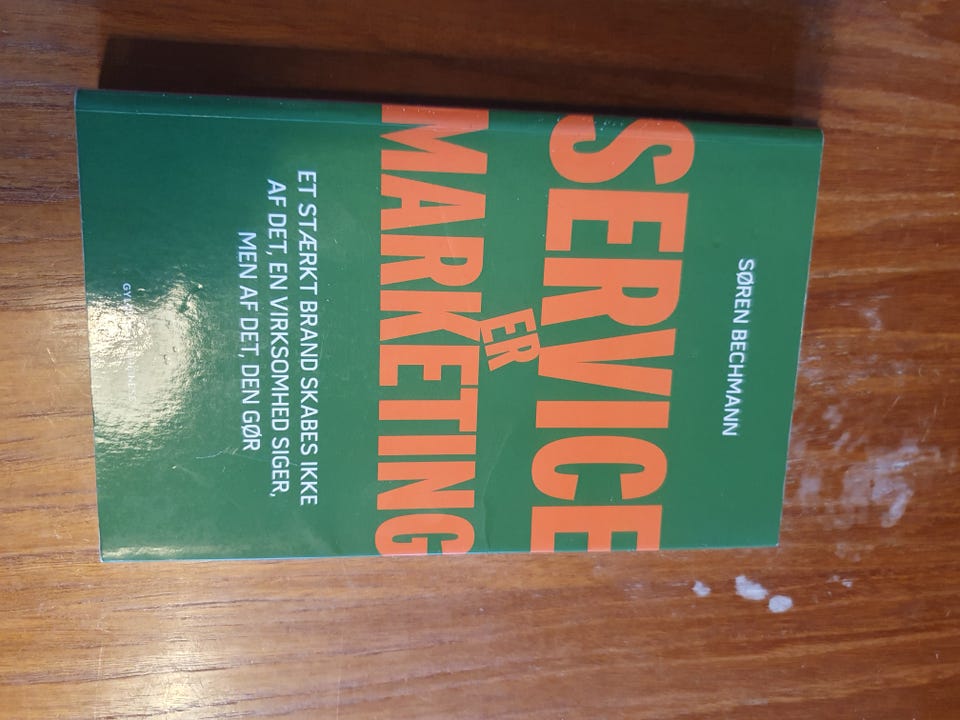 SØREN BECHMANN
SERVICE
ER
MARKETING
ET STÆRKT BRAND SKABES IKKE
AF DET, EN VIRKSOMHED SIGER,
MEN AF DET, DEN GØR